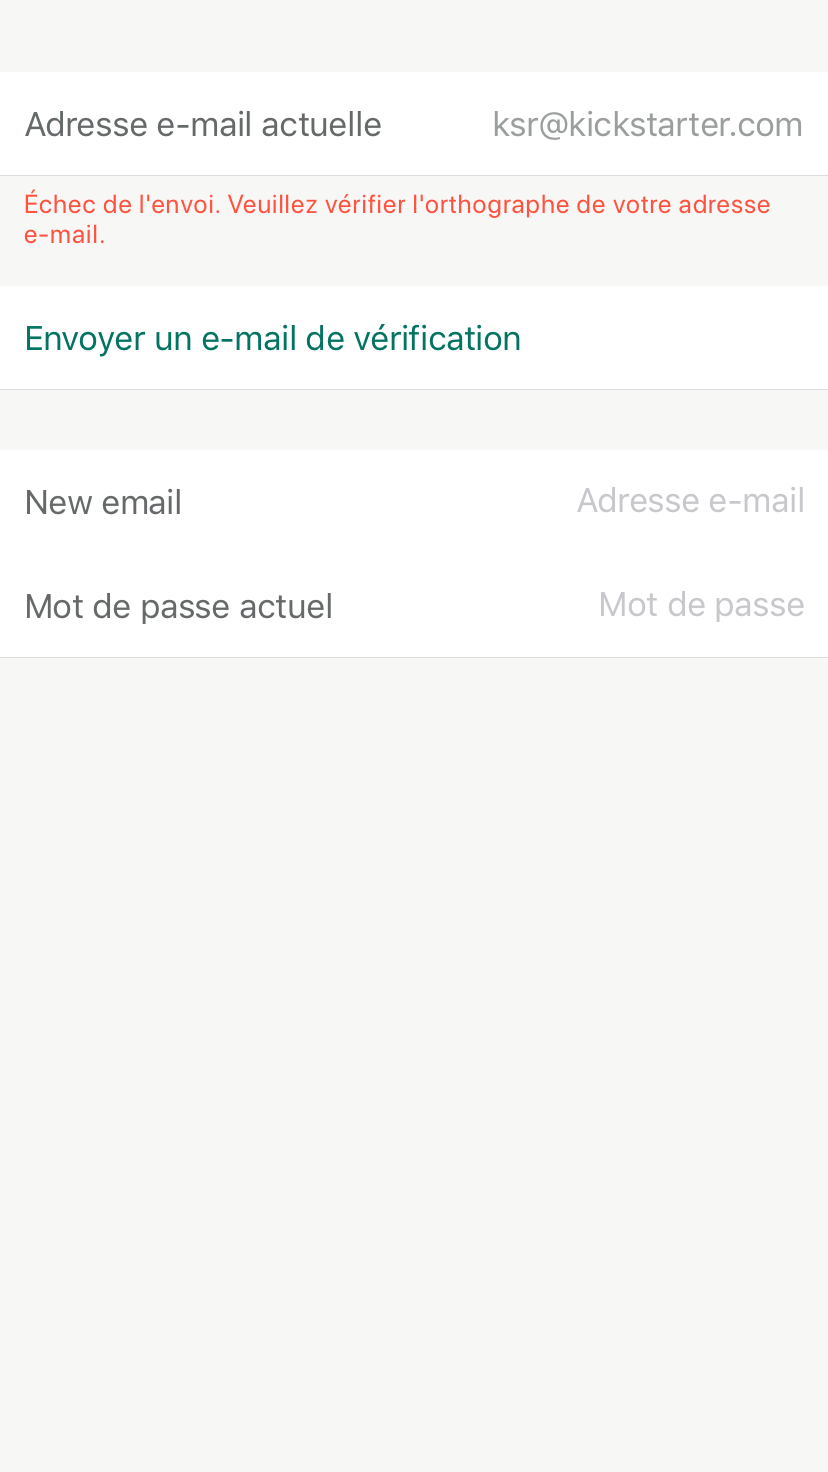 Adresse e-mail actuelle ksr@kickstarter.com
Échec de l'envoi. Veuillez vérifier l'orthographe de votre adresse
e-mail.
Envoyer un e-mail de vérification
New email Adresse e-mail
Mot de passe actuel Mot de passe